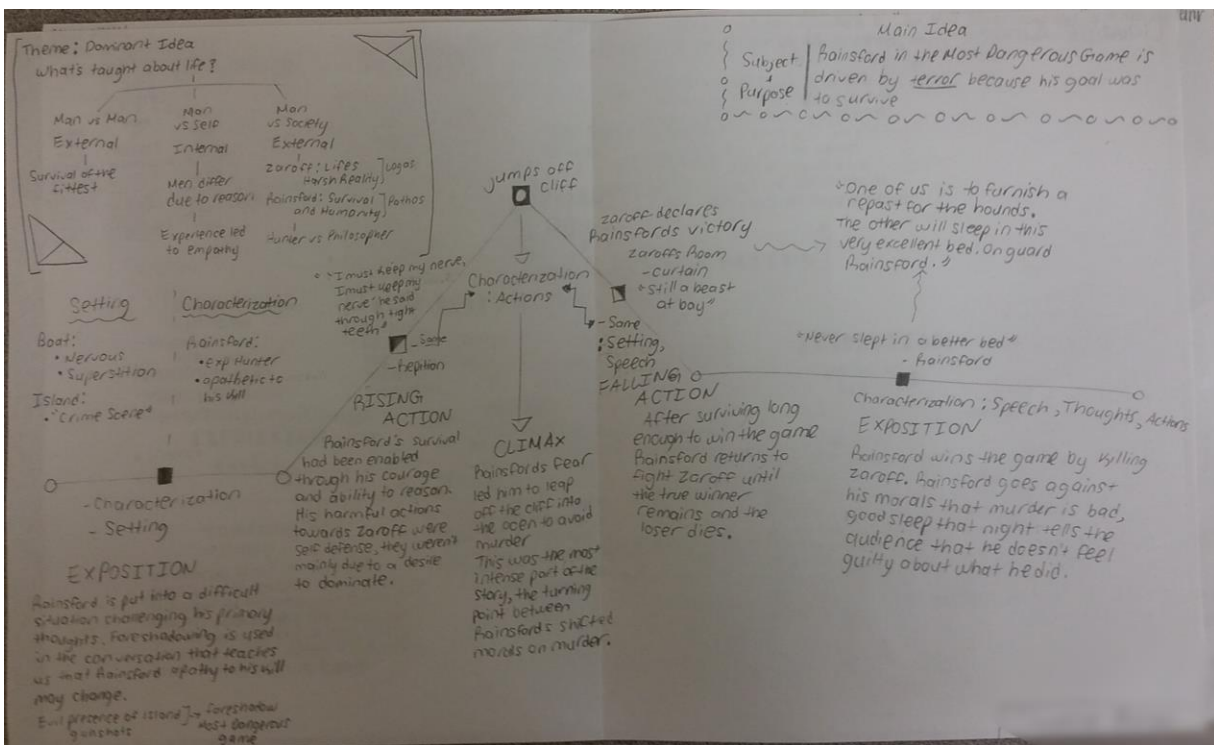 Theme: Dominant Idea
What's taught about life?
Man vs Man
External
Survival of the
fittest
Man
vs Self
Internal
Men differ
due to reason
Experience led
to empathy
Man
vs Society
External
Zaroff: Lifes
Harsh Reality
Logos
Rainsford: Survival
and Humanity
Pathos
Hunter vs Philosopher
Main Idea
Subject
+
Purpose
Rainsford in the Most Dangerous Game is
driven by terror because his goal was
to survive
Setting
Boat:
• Nervous
• Superstition
Island:
• "Crime Scene"
Characterization
Rainsford:
• Exp Hunter
• apathetic to
his kill
- Characterization
- Setting
EXPOSITION
Rainsford is put into a difficult
situation challenging his primary
thoughts. Foreshadowing is used
in the conversation that teaches
us that Rainsford apathy to his kill
may change.
Evil presence of island
gunshots
foreshadow
Most Dangerous
game
"I must keep my nerve,
I must keep my
nerve' he said
through tight
teeth"
- Same
RISING
ACTION
Rainsford's survival
had been enabled
through his courage
and ability to reason.
His harmful actions
towards Zaroff were
self defense, they weren't
mainly due to a desire
to dominate.
jumps off
cliff
Characterization
: Actions
CLIMAX
Rainsfords fear
led him to leap
off the cliff into
the ocen to avoid
murder
This was the most
intense part of the
story, the turning
point between
Rainsfords shifted
morals on murder.
Zaroff declares
Rainsfords victory
Zaroffs Room
- curtain
"Still a beast
at bay"
- Same
: Setting,
Speech
FALLING
ACTION
After surviving long
enough to win the game
Rainsford returns to
fight Zaroff until
the true winner
remains and the
loser dies.
"One of us is to furnish a
repast for the hounds.
The other will sleep in this
very excellent bed. On guard
Rainsford."
"Never slept in a better bed"
- Rainsford
Characterization: Speech, Thoughts, Actions
EXPOSITION
Rainsford wins the game by killing
Zaroff. Rainsford goes against
his morals that murder is bad,
good sleep that night tells the
audience that he doesn't feel
guilty about what he did.